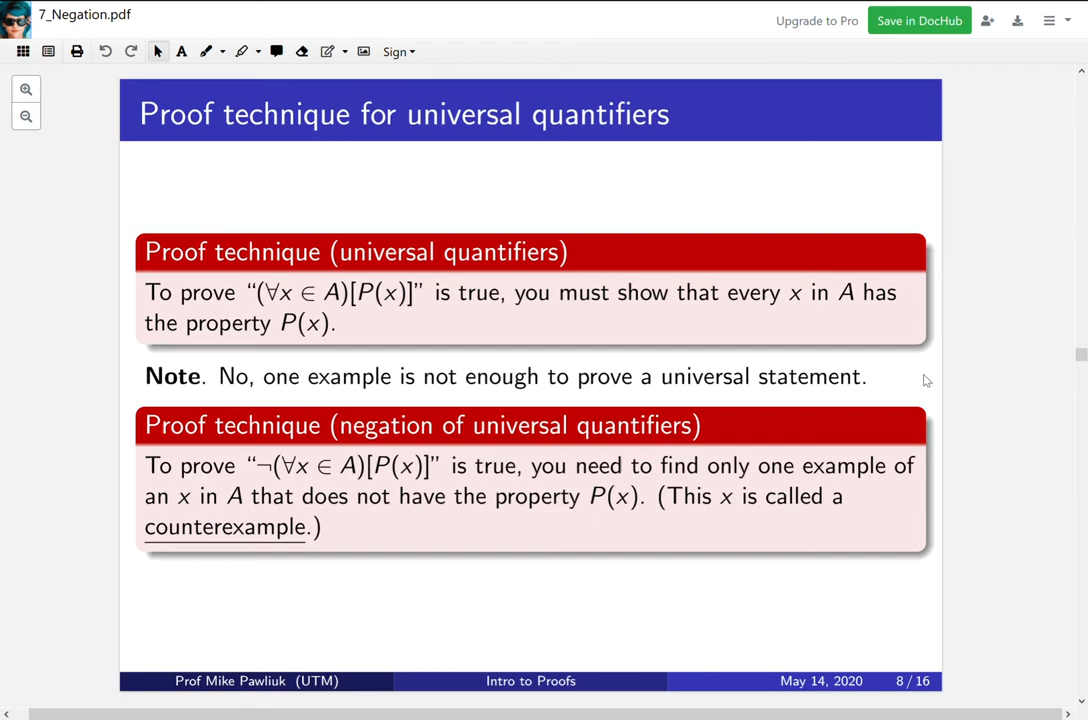 7_Negation.pdf
Upgrade to Pro
Save in DocHub
A
Sign
Proof technique for universal quantifiers
Proof technique (universal quantifiers)
To prove “(∀x ∈ A)[P(x)]” is true, you must show that every x in A has
the property P(x).
Note. No, one example is not enough to prove a universal statement.
Proof technique (negation of universal quantifiers)
To prove “¬(∀x ∈ A)[P(x)]” is true, you need to find only one example of
an x in A that does not have the property P(x). (This x is called a
counterexample.)
Prof Mike Pawliuk (UTM) Intro to Proofs May 14, 2020 8 / 16